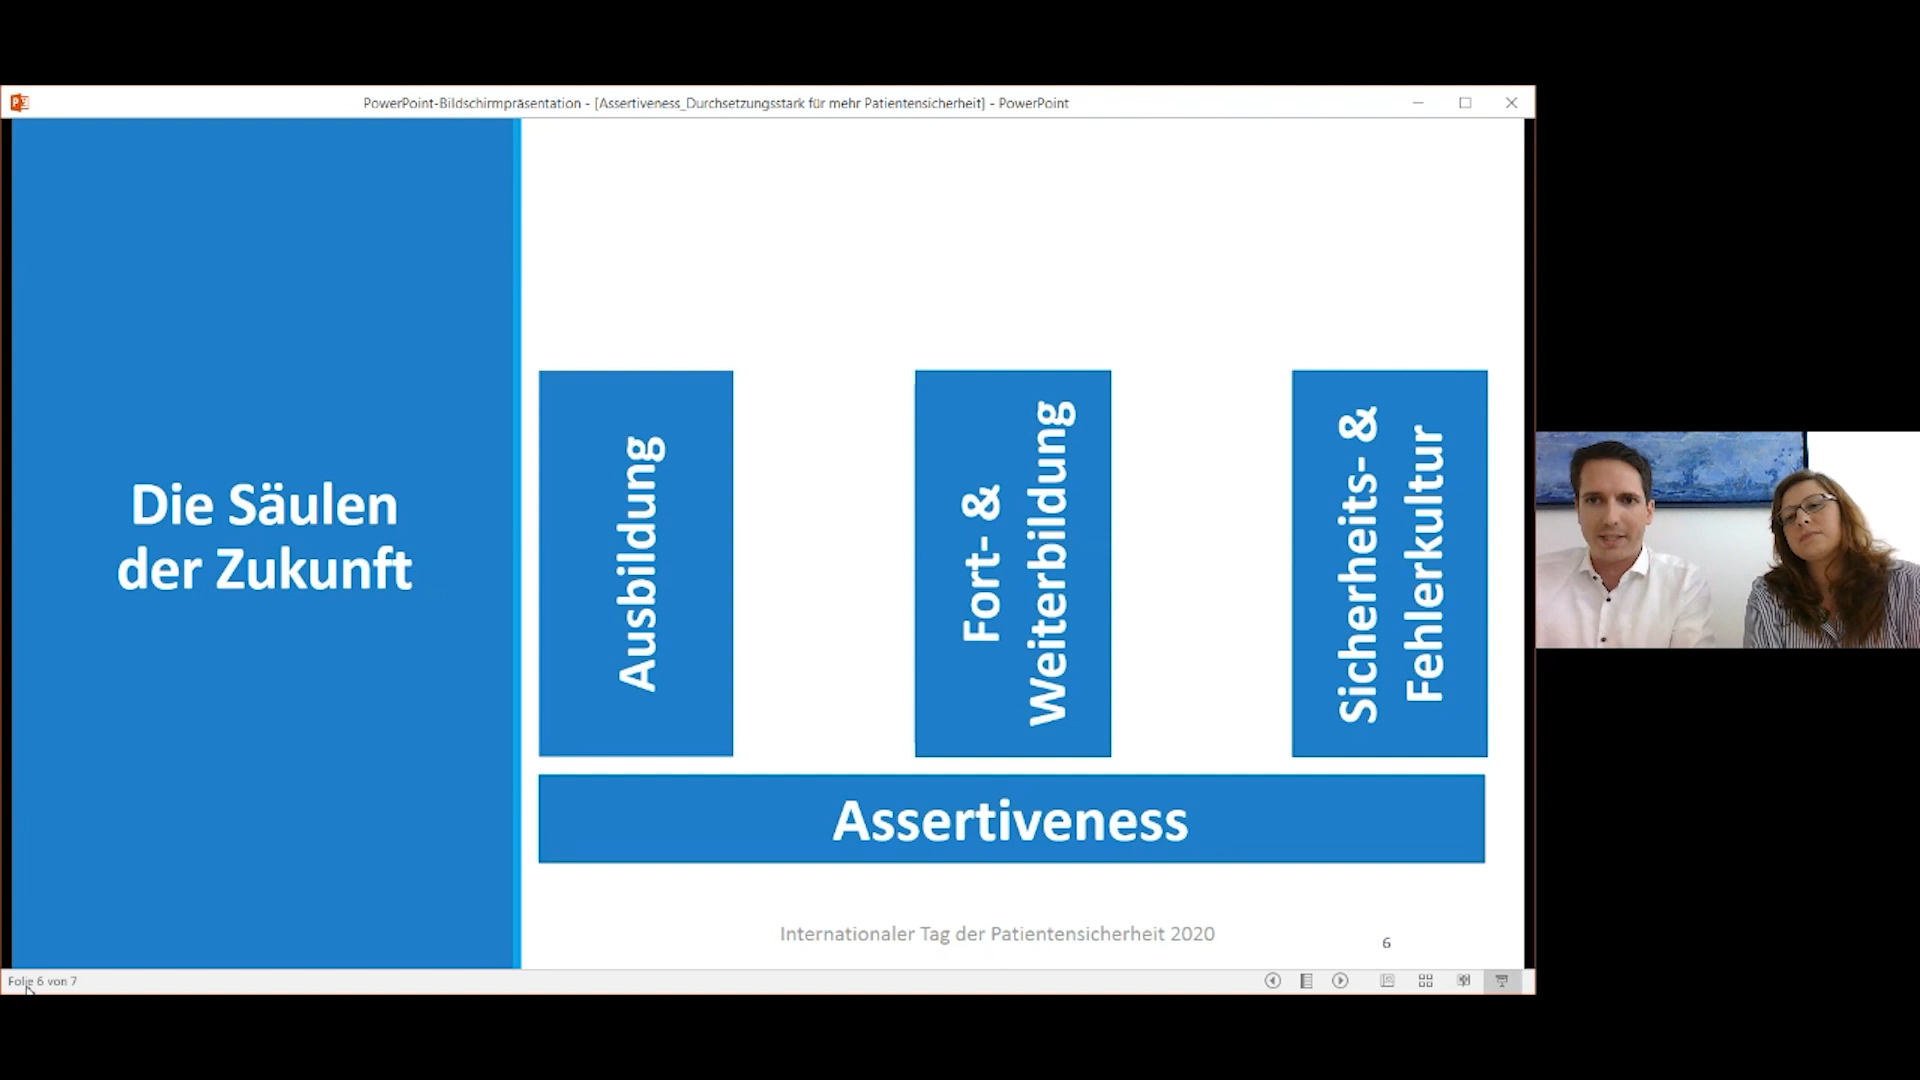 PowerPoint-Bildschirmpräsentation - [Assertiveness_Durchsetzungsstark für mehr Patientensicherheit] - PowerPoint
Die Säulen
der Zukunft
Ausbildung
Fort- &
Weiterbildung
Sicherheits- &
Fehlerkultur
Assertiveness
Internationaler Tag der Patientensicherheit 2020
6
Folie 6 von 7